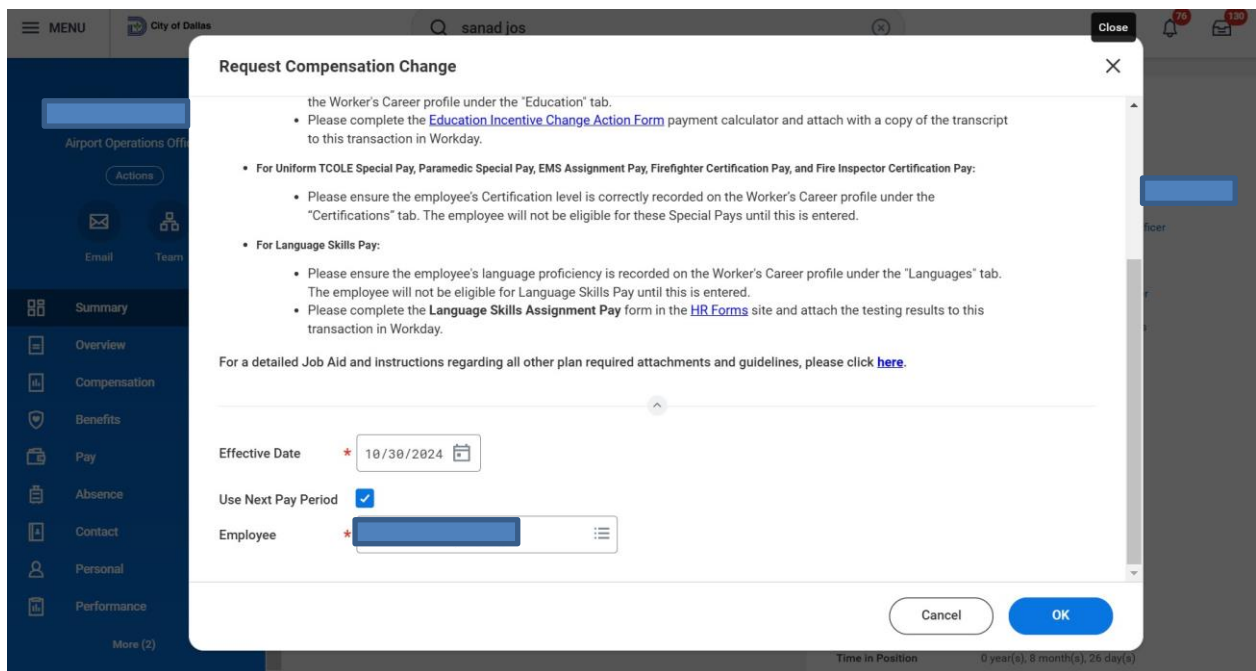 MENU
City of Dallas
sanad jos
Close
76
130
Request Compensation Change
Airport Operations Offi
Actions
Email
Team
Summary
Overview
Compensation
Benefits
Pay
Absence
Contact
Personal
Performance
More (2)
the Worker's Career profile under the "Education" tab.
• Please complete the Education Incentive Change Action Form payment calculator and attach with a copy of the transcript
to this transaction in Workday.
• For Uniform TCOLE Special Pay, Paramedic Special Pay, EMS Assignment Pay, Firefighter Certification Pay, and Fire Inspector Certification Pay:
• Please ensure the employee's Certification level is correctly recorded on the Worker's Career profile under the
"Certifications" tab. The employee will not be eligible for these Special Pays until this is entered.
• For Language Skills Pay:
• Please ensure the employee's language proficiency is recorded on the Worker's Career profile under the "Languages" tab.
The employee will not be eligible for Language Skills Pay until this is entered.
• Please complete the Language Skills Assignment Pay form in the HR Forms site and attach the testing results to this
transaction in Workday.
For a detailed Job Aid and instructions regarding all other plan required attachments and guidelines, please click here.
Effective Date * 10/30/2024
Use Next Pay Period
Employee *
Cancel
OK
ficer
Time in Position 0 year(s), 8 month(s), 26 day(s)